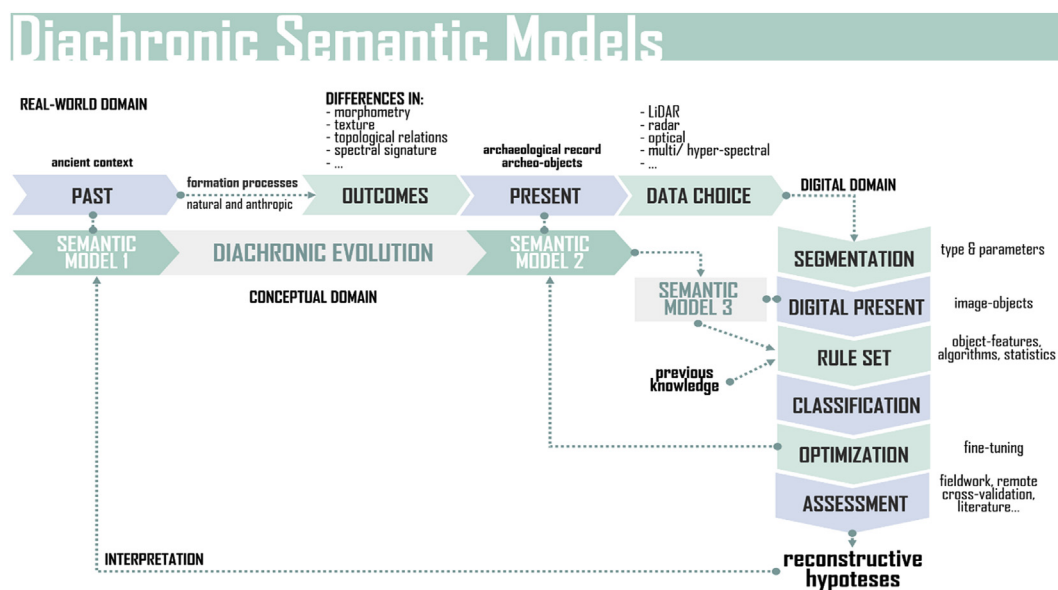 Diachronic Semantic Models
REAL-WORLD DOMAIN
DIFFERENCES IN:
- morphometry
- texture
- topological relations
- spectral signature
- ...
- LiDAR
- radar
- optical
- multi/ hyper-spectral
- ...
ancient context
archaeological record
archeo-objects
PAST
formation processes
natural and anthropic
OUTCOMES
PRESENT
DATA CHOICE
DIGITAL DOMAIN
SEMANTIC
MODEL 1
DIACHRONIC EVOLUTION
SEMANTIC
MODEL 2
CONCEPTUAL DOMAIN
SEMANTIC
MODEL 3
previous
knowledge
SEGMENTATION
type & parameters
DIGITAL PRESENT
image-objects
RULE SET
object-features,
algorithms, statistics
CLASSIFICATION
OPTIMIZATION
fine-tuning
ASSESSMENT
fieldwork, remote
cross-validation,
literature...
INTERPRETATION
reconstructive
hypoteses